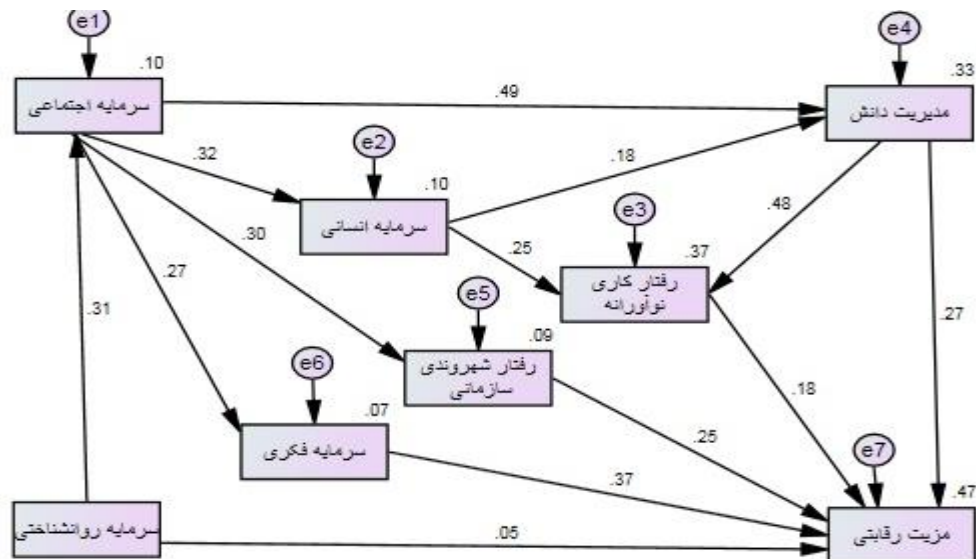 e1
e4
.10
.33
سرمایه اجتماعی
.49
مدیریت دانش
e2
.32
.18
.10
سرمایه انسانی
e3
.48
.30
.25
.37
.27
رفتار کاری
نوآورانه
e5
.31
.09
.27
رفتار شهروندی
سازمانی
e6
.07
.18
سرمایه فکری
.25
e7
.37
.47
سرمایه روانشناختی
.05
مزیت رقابتی